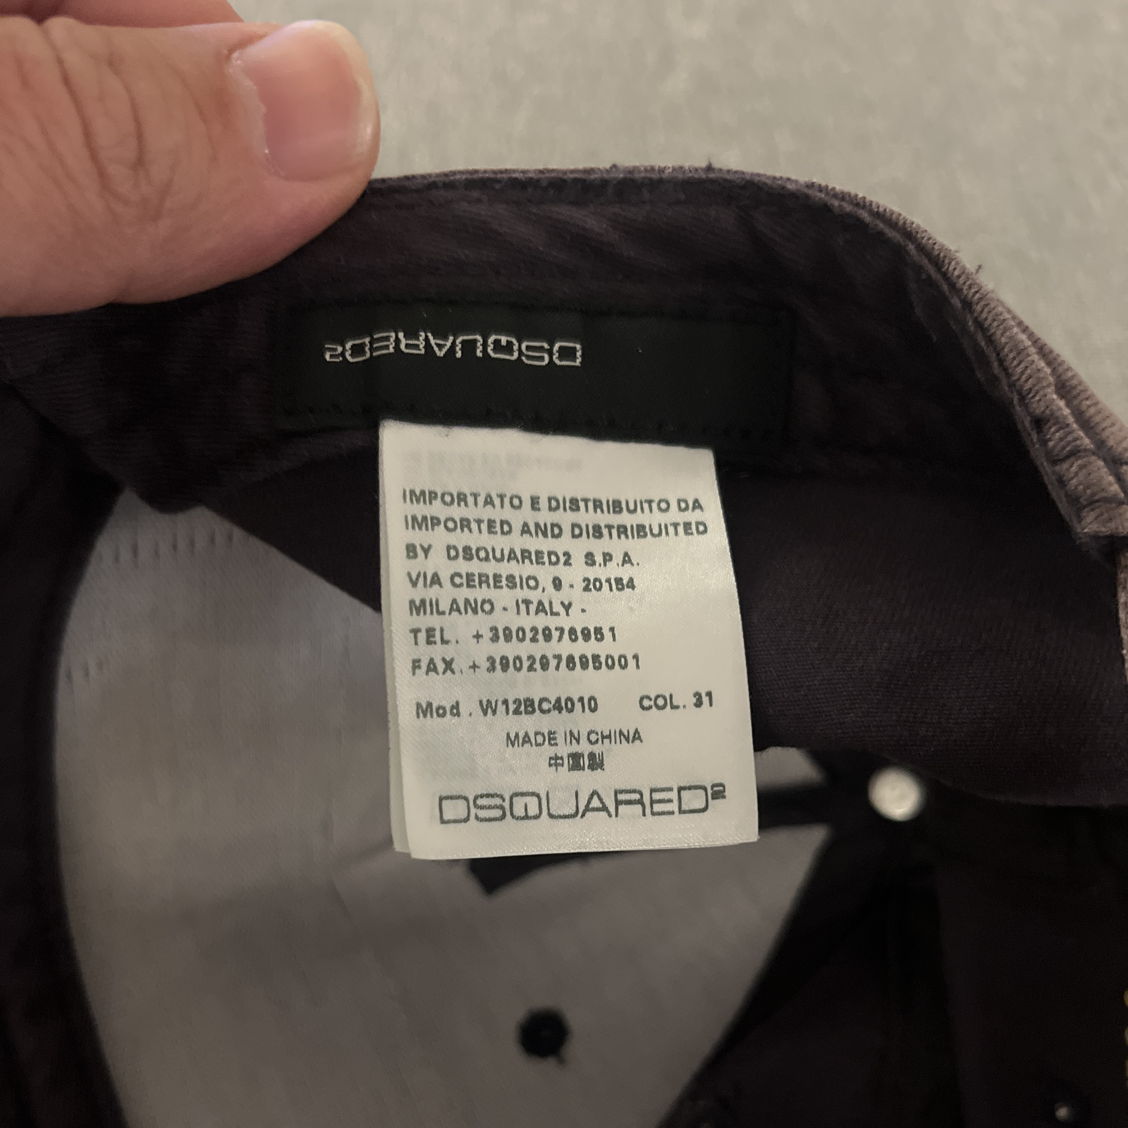 DSQUARED2
IMPORTATO E DISTRIBUITO DA
IMPORTED AND DISTRIBUITED
BY DSQUARED2 S.P.A.
VIA CERESIO, 9 - 20154
MILANO - ITALY -
TEL. +3902976951
FAX.+390297695001
Mod . W12BC4010 COL. 31
MADE IN CHINA
中國製
DSQUARED2